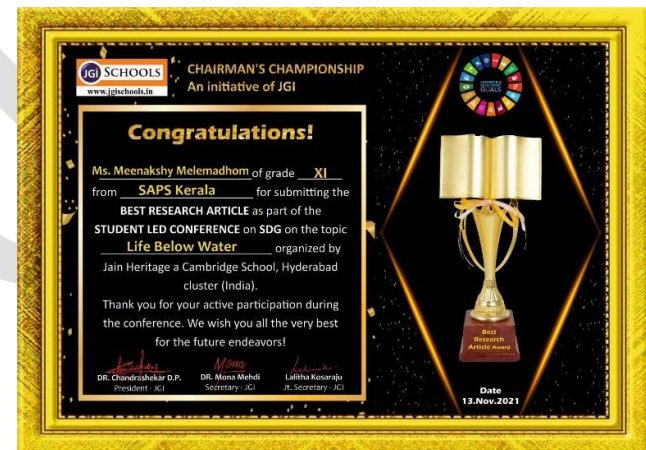 JGI SCHOOLS
www.jgischools.in
CHAIRMAN'S CHAMPIONSHIP
An initiative of JGI
Congratulations!
Ms. Meenakshy Melemadhom of grade XI
from SAPS Kerala for submitting the
BEST RESEARCH ARTICLE as part of the
STUDENT LED CONFERENCE on SDG on the topic
Life Below Water organized by
Jain Heritage a Cambridge School, Hyderabad
cluster (India).
Thank you for your active participation during
the conference. We wish you all the very best
for the future endeavors!
DR. Chandrashekar D.P.
President - JGI
DR. Mona Mehdi
Secretary - JGI
Lalitha Kosaraju
Jt. Secretary - JGI
SUSTAINABLE
DEVELOPMENT
GOALS
Best
Research
Article Award
Date
13.Nov.2021